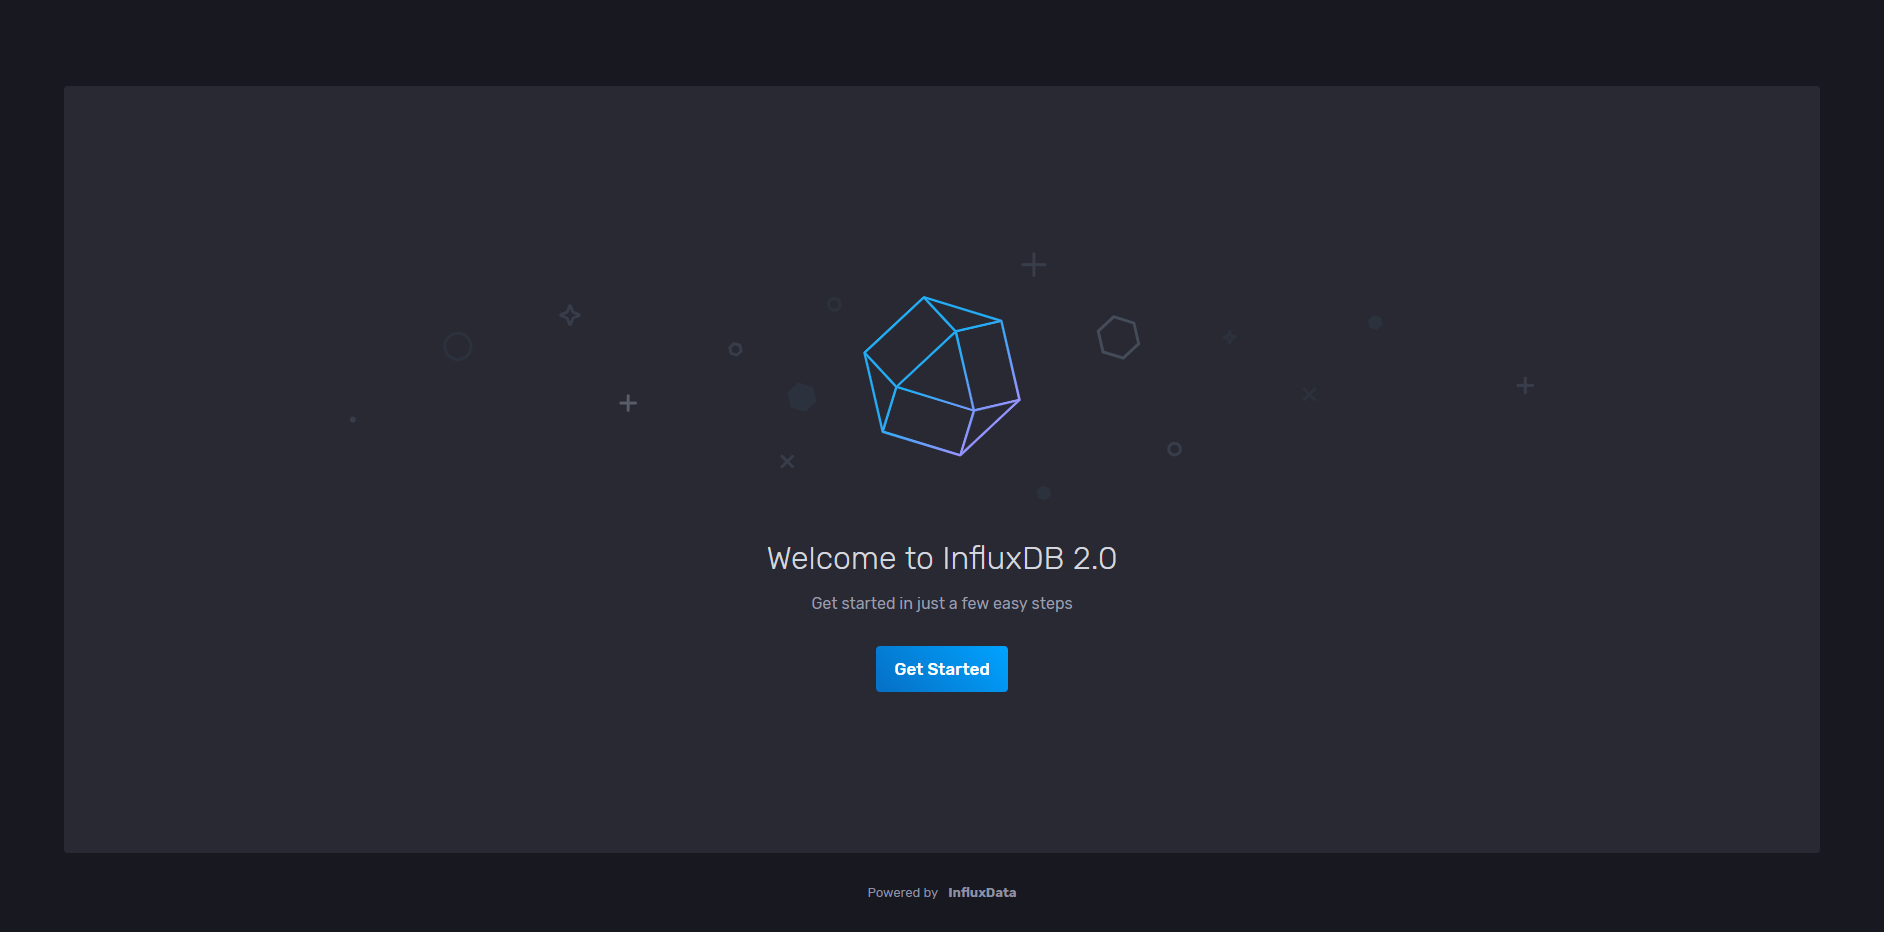 Welcome to InfluxDB 2.0
Get started in just a few easy steps
Get Started
Powered by InfluxData